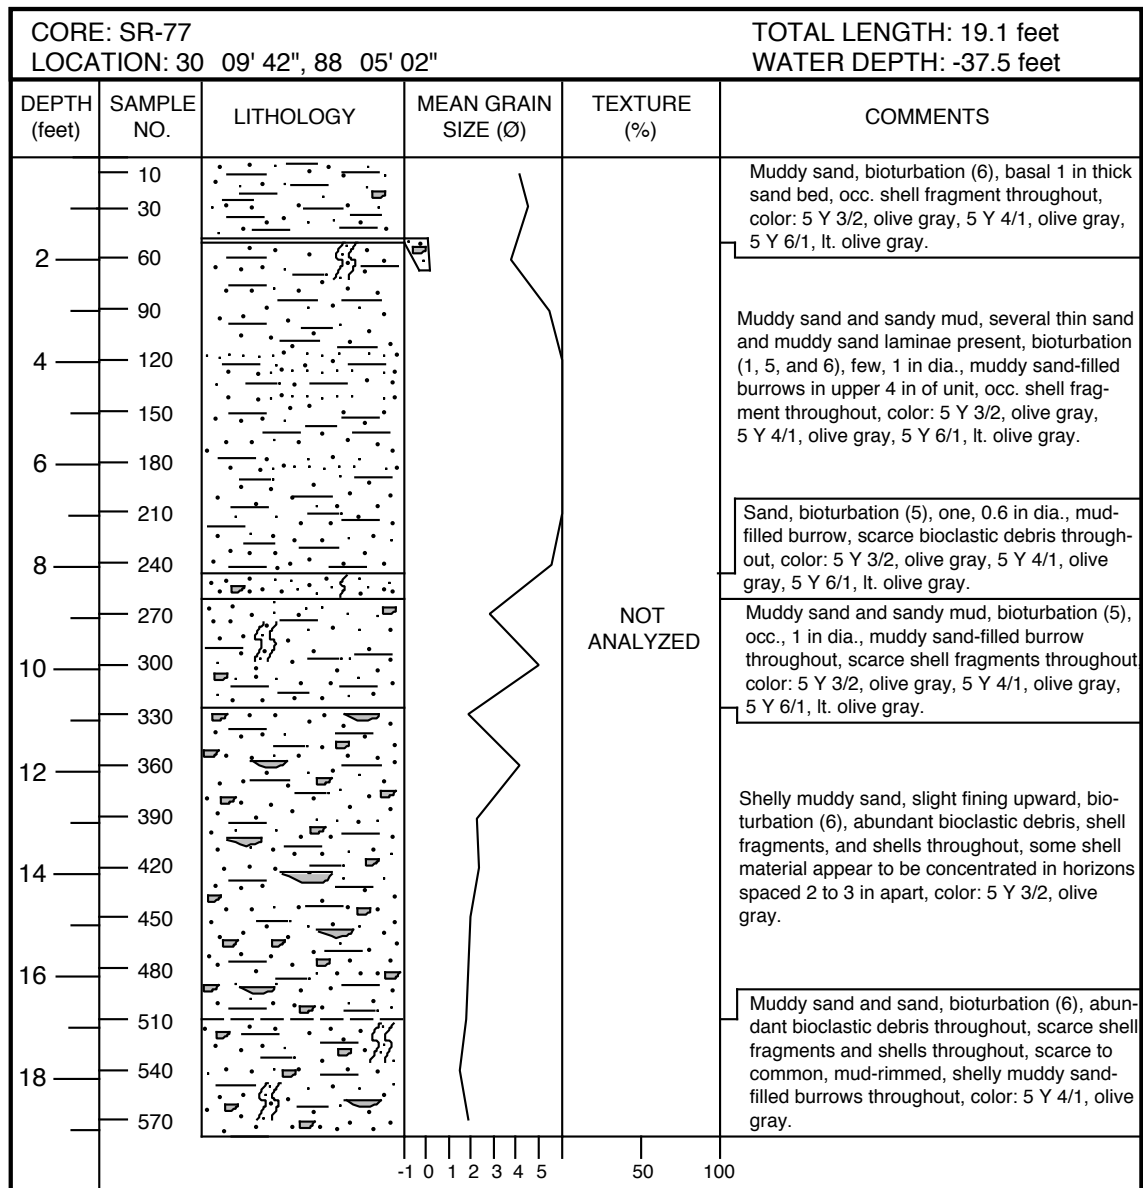 CORE: SR-77
TOTAL LENGTH: 19.1 feet
LOCATION: 30 09' 42", 88 05' 02"
WATER DEPTH: -37.5 feet
DEPTH
(feet)
SAMPLE
NO.
LITHOLOGY
MEAN GRAIN
SIZE (Ø)
TEXTURE
(%)
COMMENTS
2
4
6
8
10
12
14
16
18
10
30
60
90
120
150
180
210
240
270
300
330
360
390
420
450
480
510
540
570
NOT
ANALYZED
Muddy sand, bioturbation (6), basal 1 in thick
sand bed, occ. shell fragment throughout,
color: 5 Y 3/2, olive gray, 5 Y 4/1, olive gray,
5 Y 6/1, lt. olive gray.
Muddy sand and sandy mud, several thin sand
and muddy sand laminae present, bioturbation
(1, 5, and 6), few, 1 in dia., muddy sand-filled
burrows in upper 4 in of unit, occ. shell frag-
ment throughout, color: 5 Y 3/2, olive gray,
5 Y 4/1, olive gray, 5 Y 6/1, lt. olive gray.
Sand, bioturbation (5), one, 0.6 in dia., mud-
filled burrow, scarce bioclastic debris through-
out, color: 5 Y 3/2, olive gray, 5 Y 4/1, olive
gray, 5 Y 6/1, lt. olive gray.
Muddy sand and sandy mud, bioturbation (5),
occ., 1 in dia., muddy sand-filled burrow
throughout, scarce shell fragments throughout,
color: 5 Y 3/2, olive gray, 5 Y 4/1, olive gray,
5 Y 6/1, lt. olive gray.
Shelly muddy sand, slight fining upward, bio-
turbation (6), abundant bioclastic debris, shell
fragments, and shells throughout, some shell
material appear to be concentrated in horizons
spaced 2 to 3 in apart, color: 5 Y 3/2, olive
gray.
Muddy sand and sand, bioturbation (6), abun-
dant bioclastic debris throughout, scarce shell
fragments and shells throughout, scarce to
common, mud-rimmed, shelly muddy sand-
filled burrows throughout, color: 5 Y 4/1, olive
gray.
-1 0 1 2 3 4 5
50 100